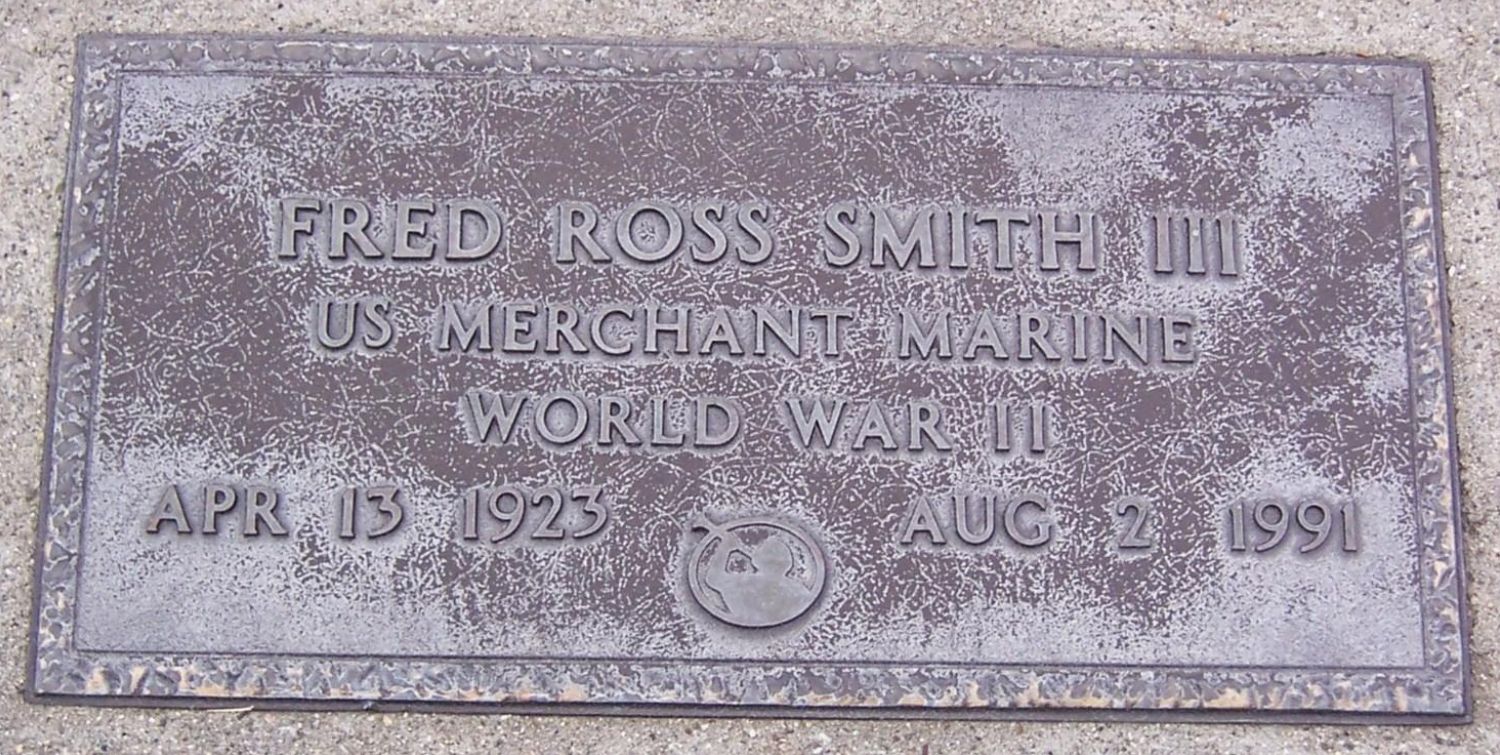 FRED ROSS SMITH III
US MERCHANT MARINE
WORLD WAR II
APR 13 1923 AUG 2 1991